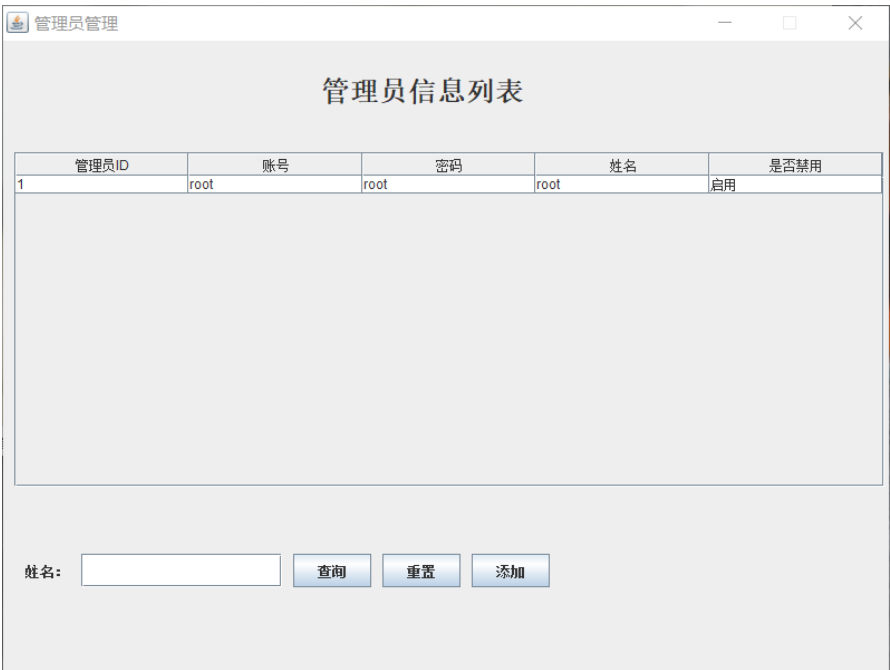 管理员管理
管理员信息列表
管理员ID 账号 密码 姓名 是否禁用
1 root root root 启用
姓名： 查询 重置 添加